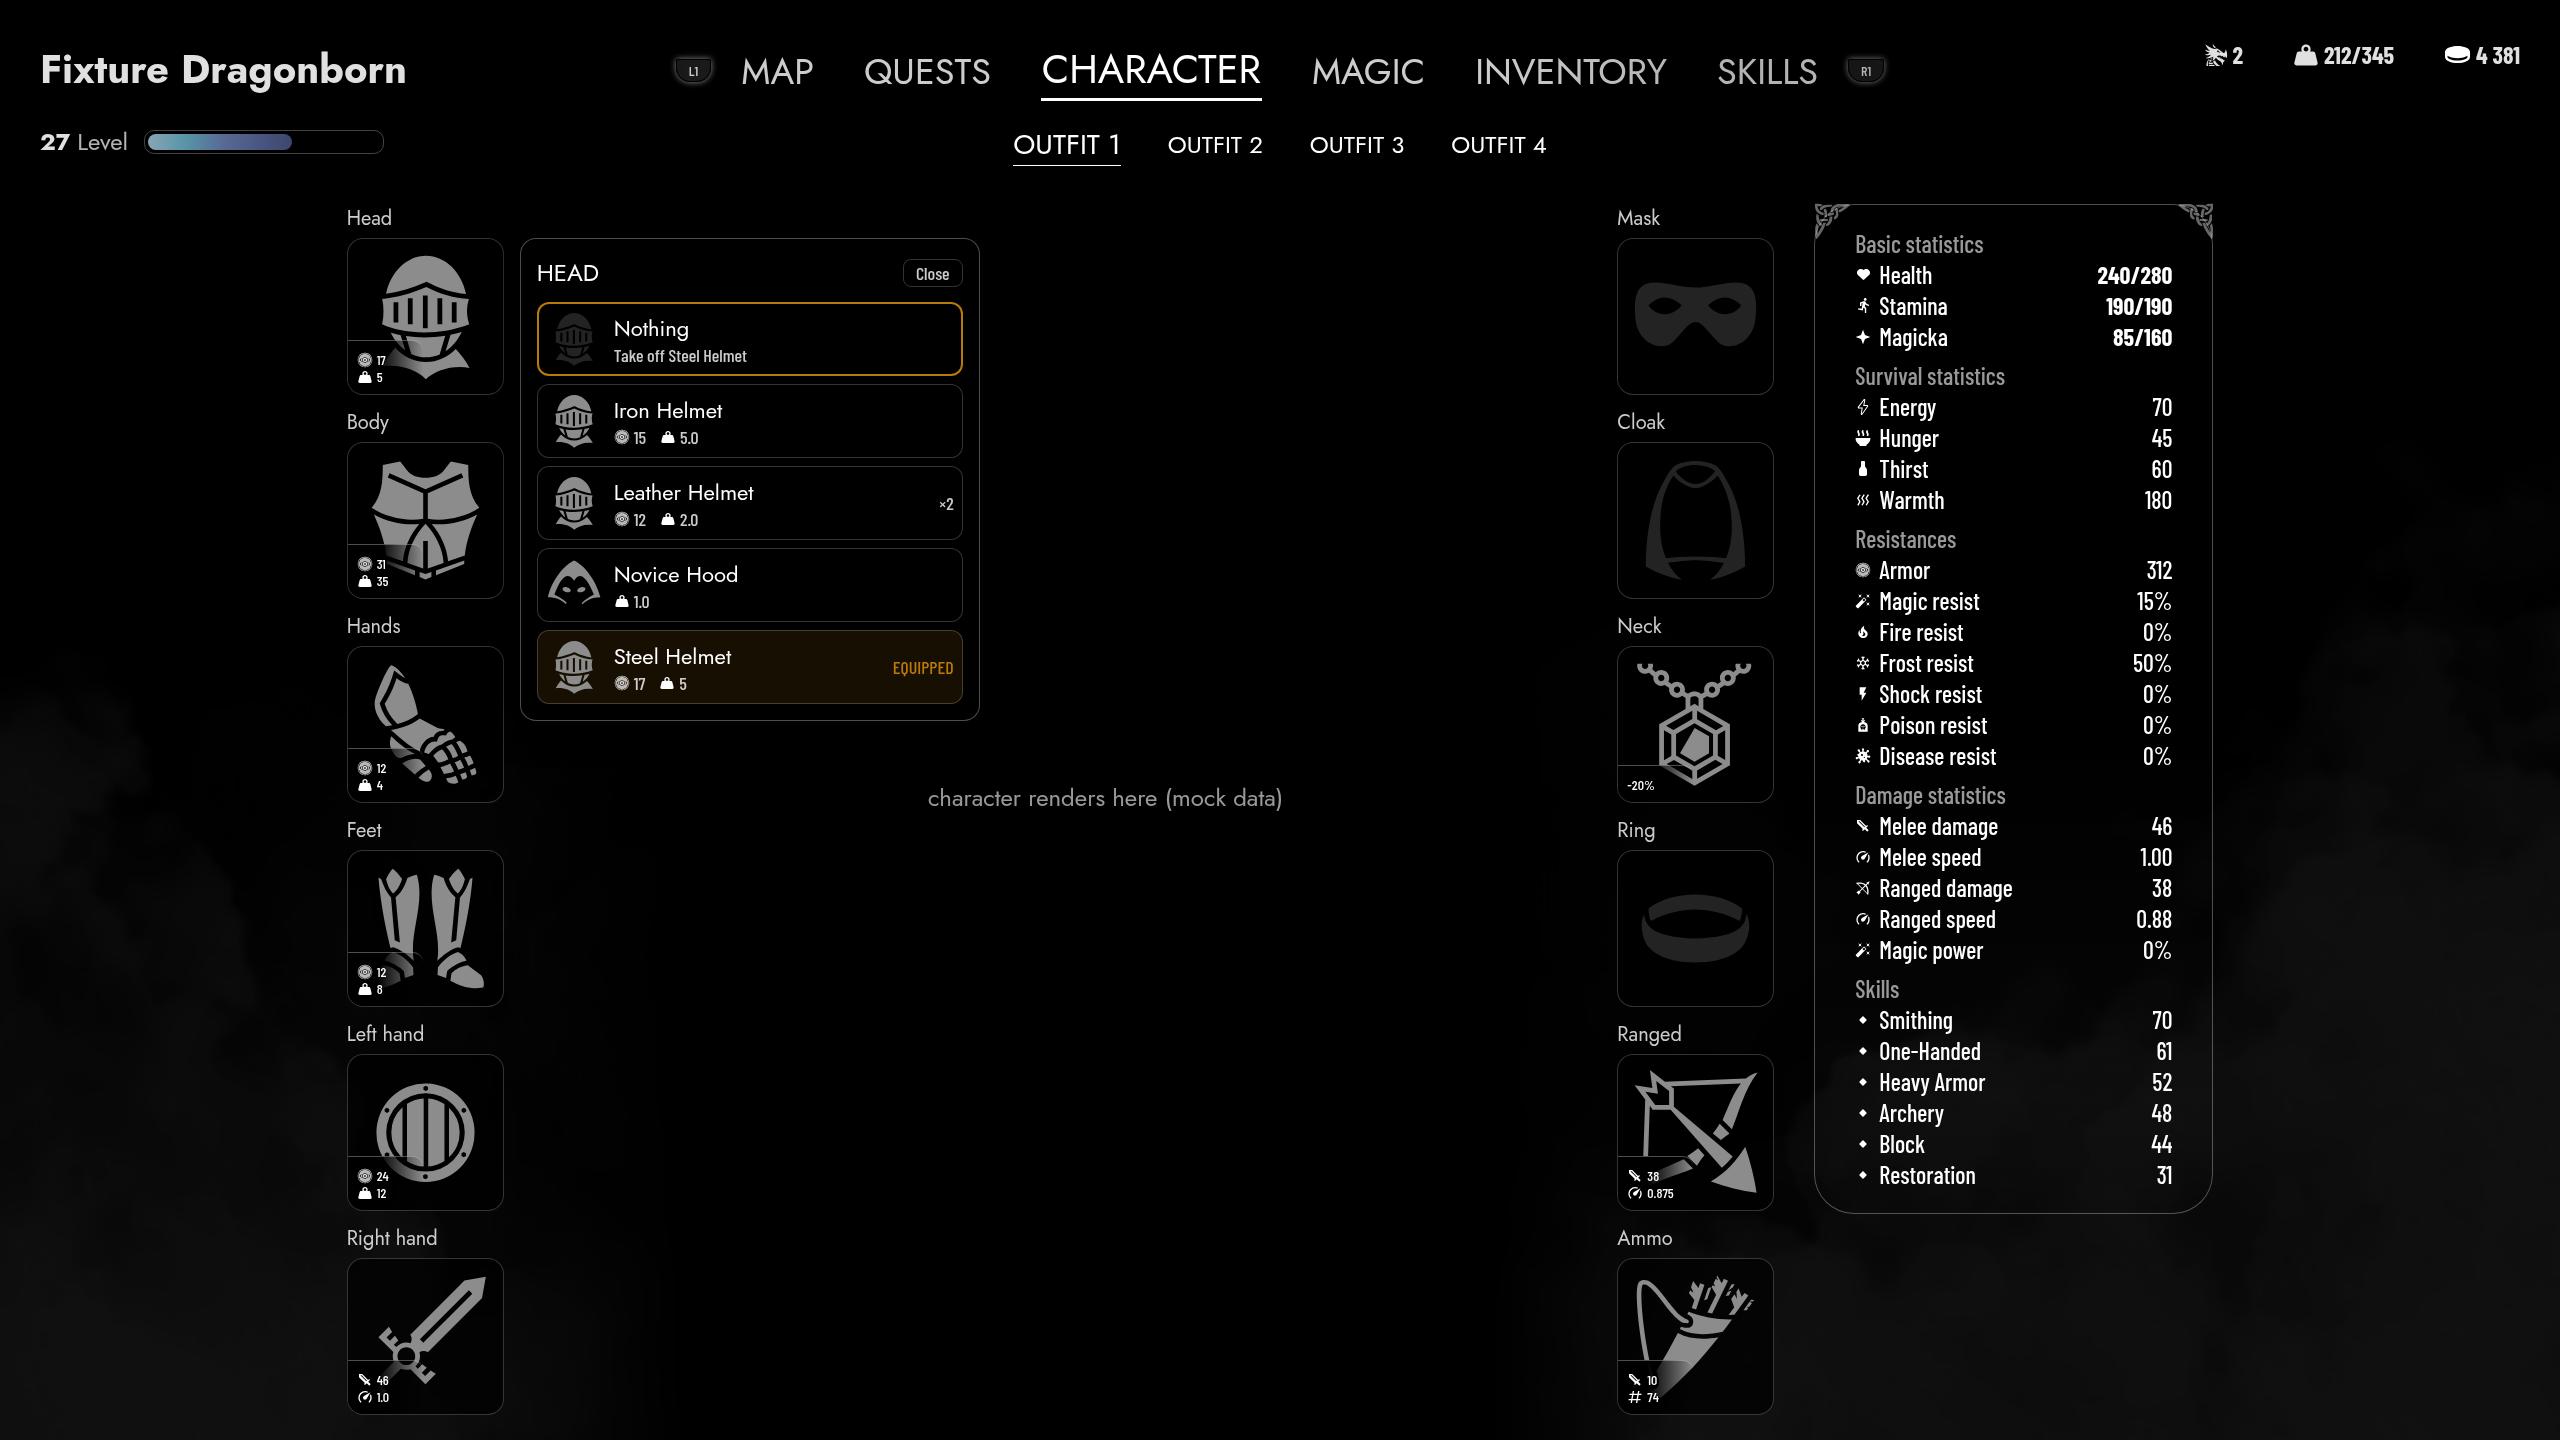 Fixture Dragonborn
L1
MAP
QUESTS
CHARACTER
MAGIC
INVENTORY
SKILLS
R1
2
212/345
4 381
27 Level
OUTFIT 1
OUTFIT 2
OUTFIT 3
OUTFIT 4
Head
17
5
Body
31
35
Hands
12
4
Feet
12
8
Left hand
24
12
Right hand
46
1.0
HEAD
Close
Nothing
Take off Steel Helmet
Iron Helmet
15 5.0
Leather Helmet
12 2.0
×2
Novice Hood
1.0
Steel Helmet
17 5
EQUIPPED
character renders here (mock data)
Mask
Cloak
Neck
-20%
Ring
Ranged
38
0.875
Ammo
10
74
Basic statistics
Health 240/280
Stamina 190/190
Magicka 85/160
Survival statistics
Energy 70
Hunger 45
Thirst 60
Warmth 180
Resistances
Armor 312
Magic resist 15%
Fire resist 0%
Frost resist 50%
Shock resist 0%
Poison resist 0%
Disease resist 0%
Damage statistics
Melee damage 46
Melee speed 1.00
Ranged damage 38
Ranged speed 0.88
Magic power 0%
Skills
Smithing 70
One-Handed 61
Heavy Armor 52
Archery 48
Block 44
Restoration 31